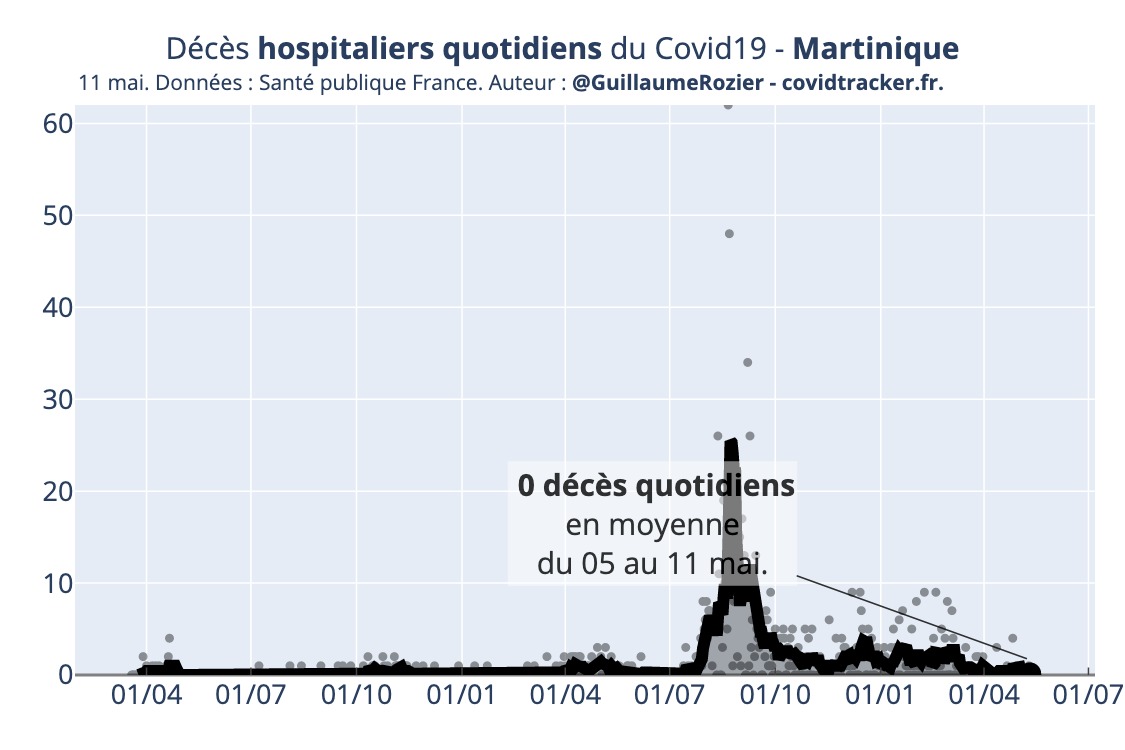 Décès hospitaliers quotidiens du Covid19 - Martinique
11 mai. Données : Santé publique France. Auteur : @GuillaumeRozier - covidtracker.fr.
60
50
40
30
20
10
0
0 décès quotidiens
en moyenne
du 05 au 11 mai.
01/04 01/07 01/10 01/01 01/04 01/07 01/10 01/01 01/04 01/07